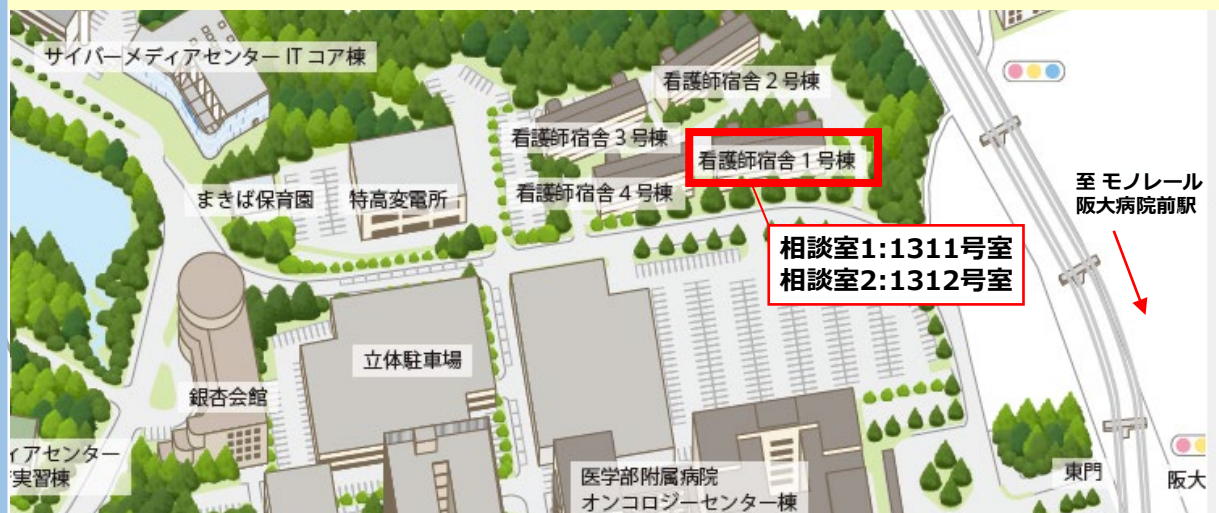 サイバーメディアセンター ITコア棟
看護師宿舎２号棟
看護師宿舎３号棟
看護師宿舎１号棟
まきば保育園
特高変電所
看護師宿舎４号棟
至 モノレール
阪大病院前駅
相談室1:1311号室
相談室2:1312号室
立体駐車場
銀杏会館
ィアセンター
実習棟
医学部附属病院
オンコロジーセンター棟
東門
阪大